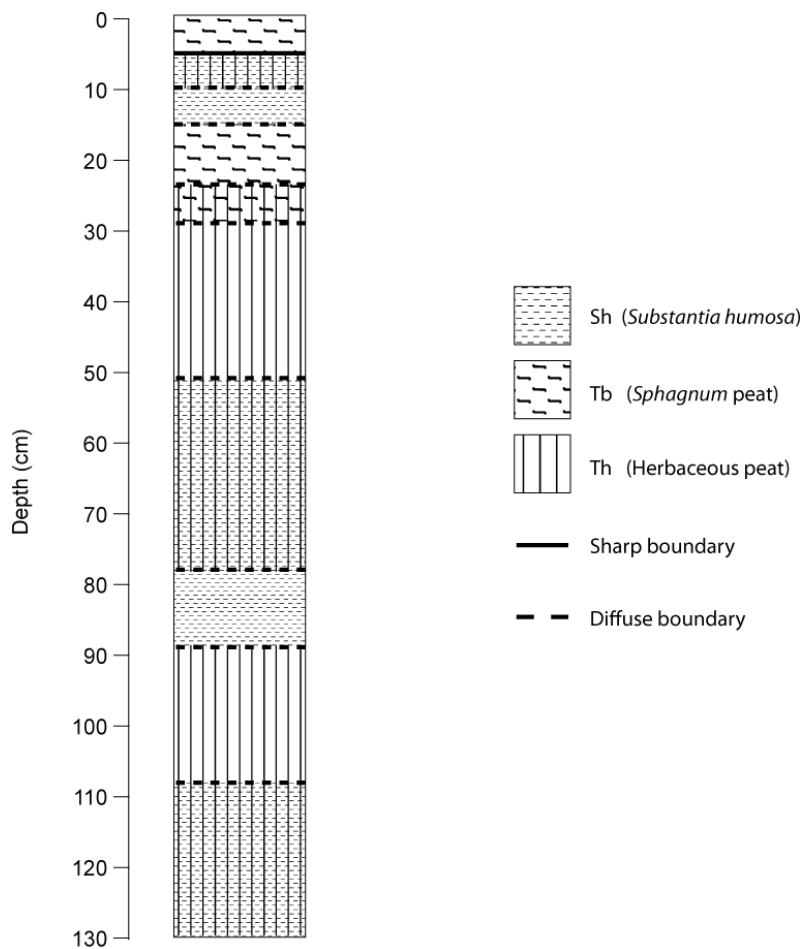 Depth (cm)
0
10
20
30
40
50
60
70
80
90
100
110
120
130
Sh (Substantia humosa)
Tb (Sphagnum peat)
Th (Herbaceous peat)
Sharp boundary
Diffuse boundary